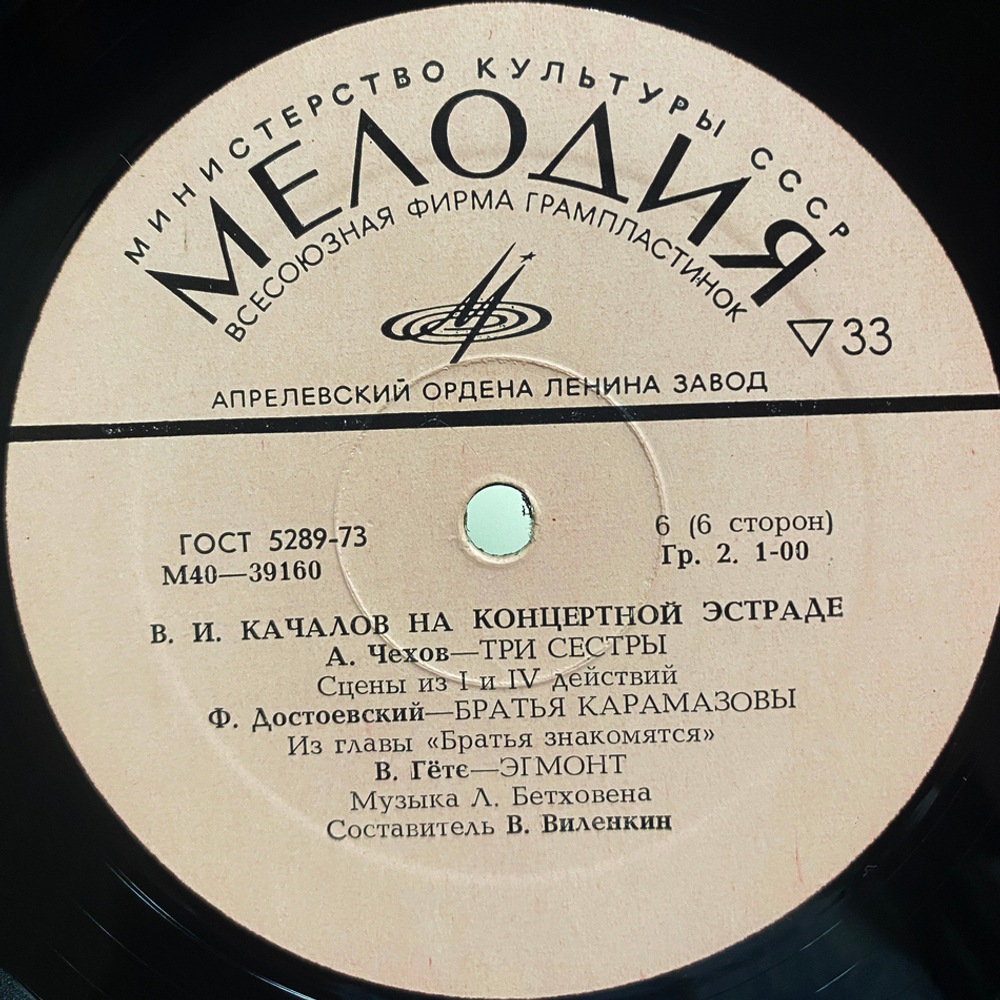 МИНИСТЕРСТВО КУЛЬТУРЫ СССР
МЕЛОДИЯ
ВСЕСОЮЗНАЯ ФИРМА ГРАМПЛАСТИНОК
33
АПРЕЛЕВСКИЙ ОРДЕНА ЛЕНИНА ЗАВОД
ГОСТ 5289-73
М40—39160
6 (6 сторон)
Гр. 2. 1-00
В. И. КАЧАЛОВ НА КОНЦЕРТНОЙ ЭСТРАДЕ
А. Чехов—ТРИ СЕСТРЫ
Сцены из I и IV действий
Ф. Достоевский—БРАТЬЯ КАРАМАЗОВЫ
Из главы «Братья знакомятся»
В. Гёте—ЭГМОНТ
Музыка Л. Бетховена
Составитель В. Виленкин